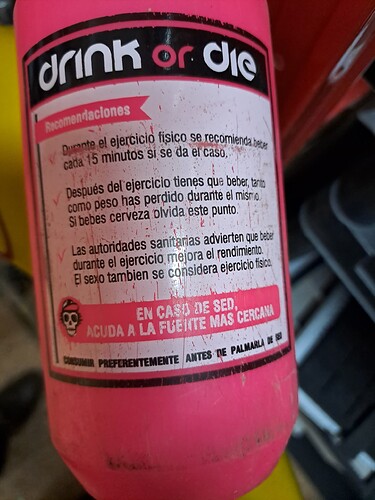 drink or die
Recomendaciones
Durante el ejercicio físico se recomienda beber
cada 15 minutos si se da el caso.
Después del ejercicio tienes que beber, tanto
como peso has perdido durante el mismo.
Si bebes cerveza olvida este punto.
Las autoridades sanitarias advierten que beber
durante el ejercicio mejora el rendimiento.
El sexo tambien se considera ejercicio físico.
EN CASO DE SED,
ACUDA A LA FUENTE MAS CERCANA
CONSUMIR PREFERENTEMENTE ANTES DE PALMARLA DE SED